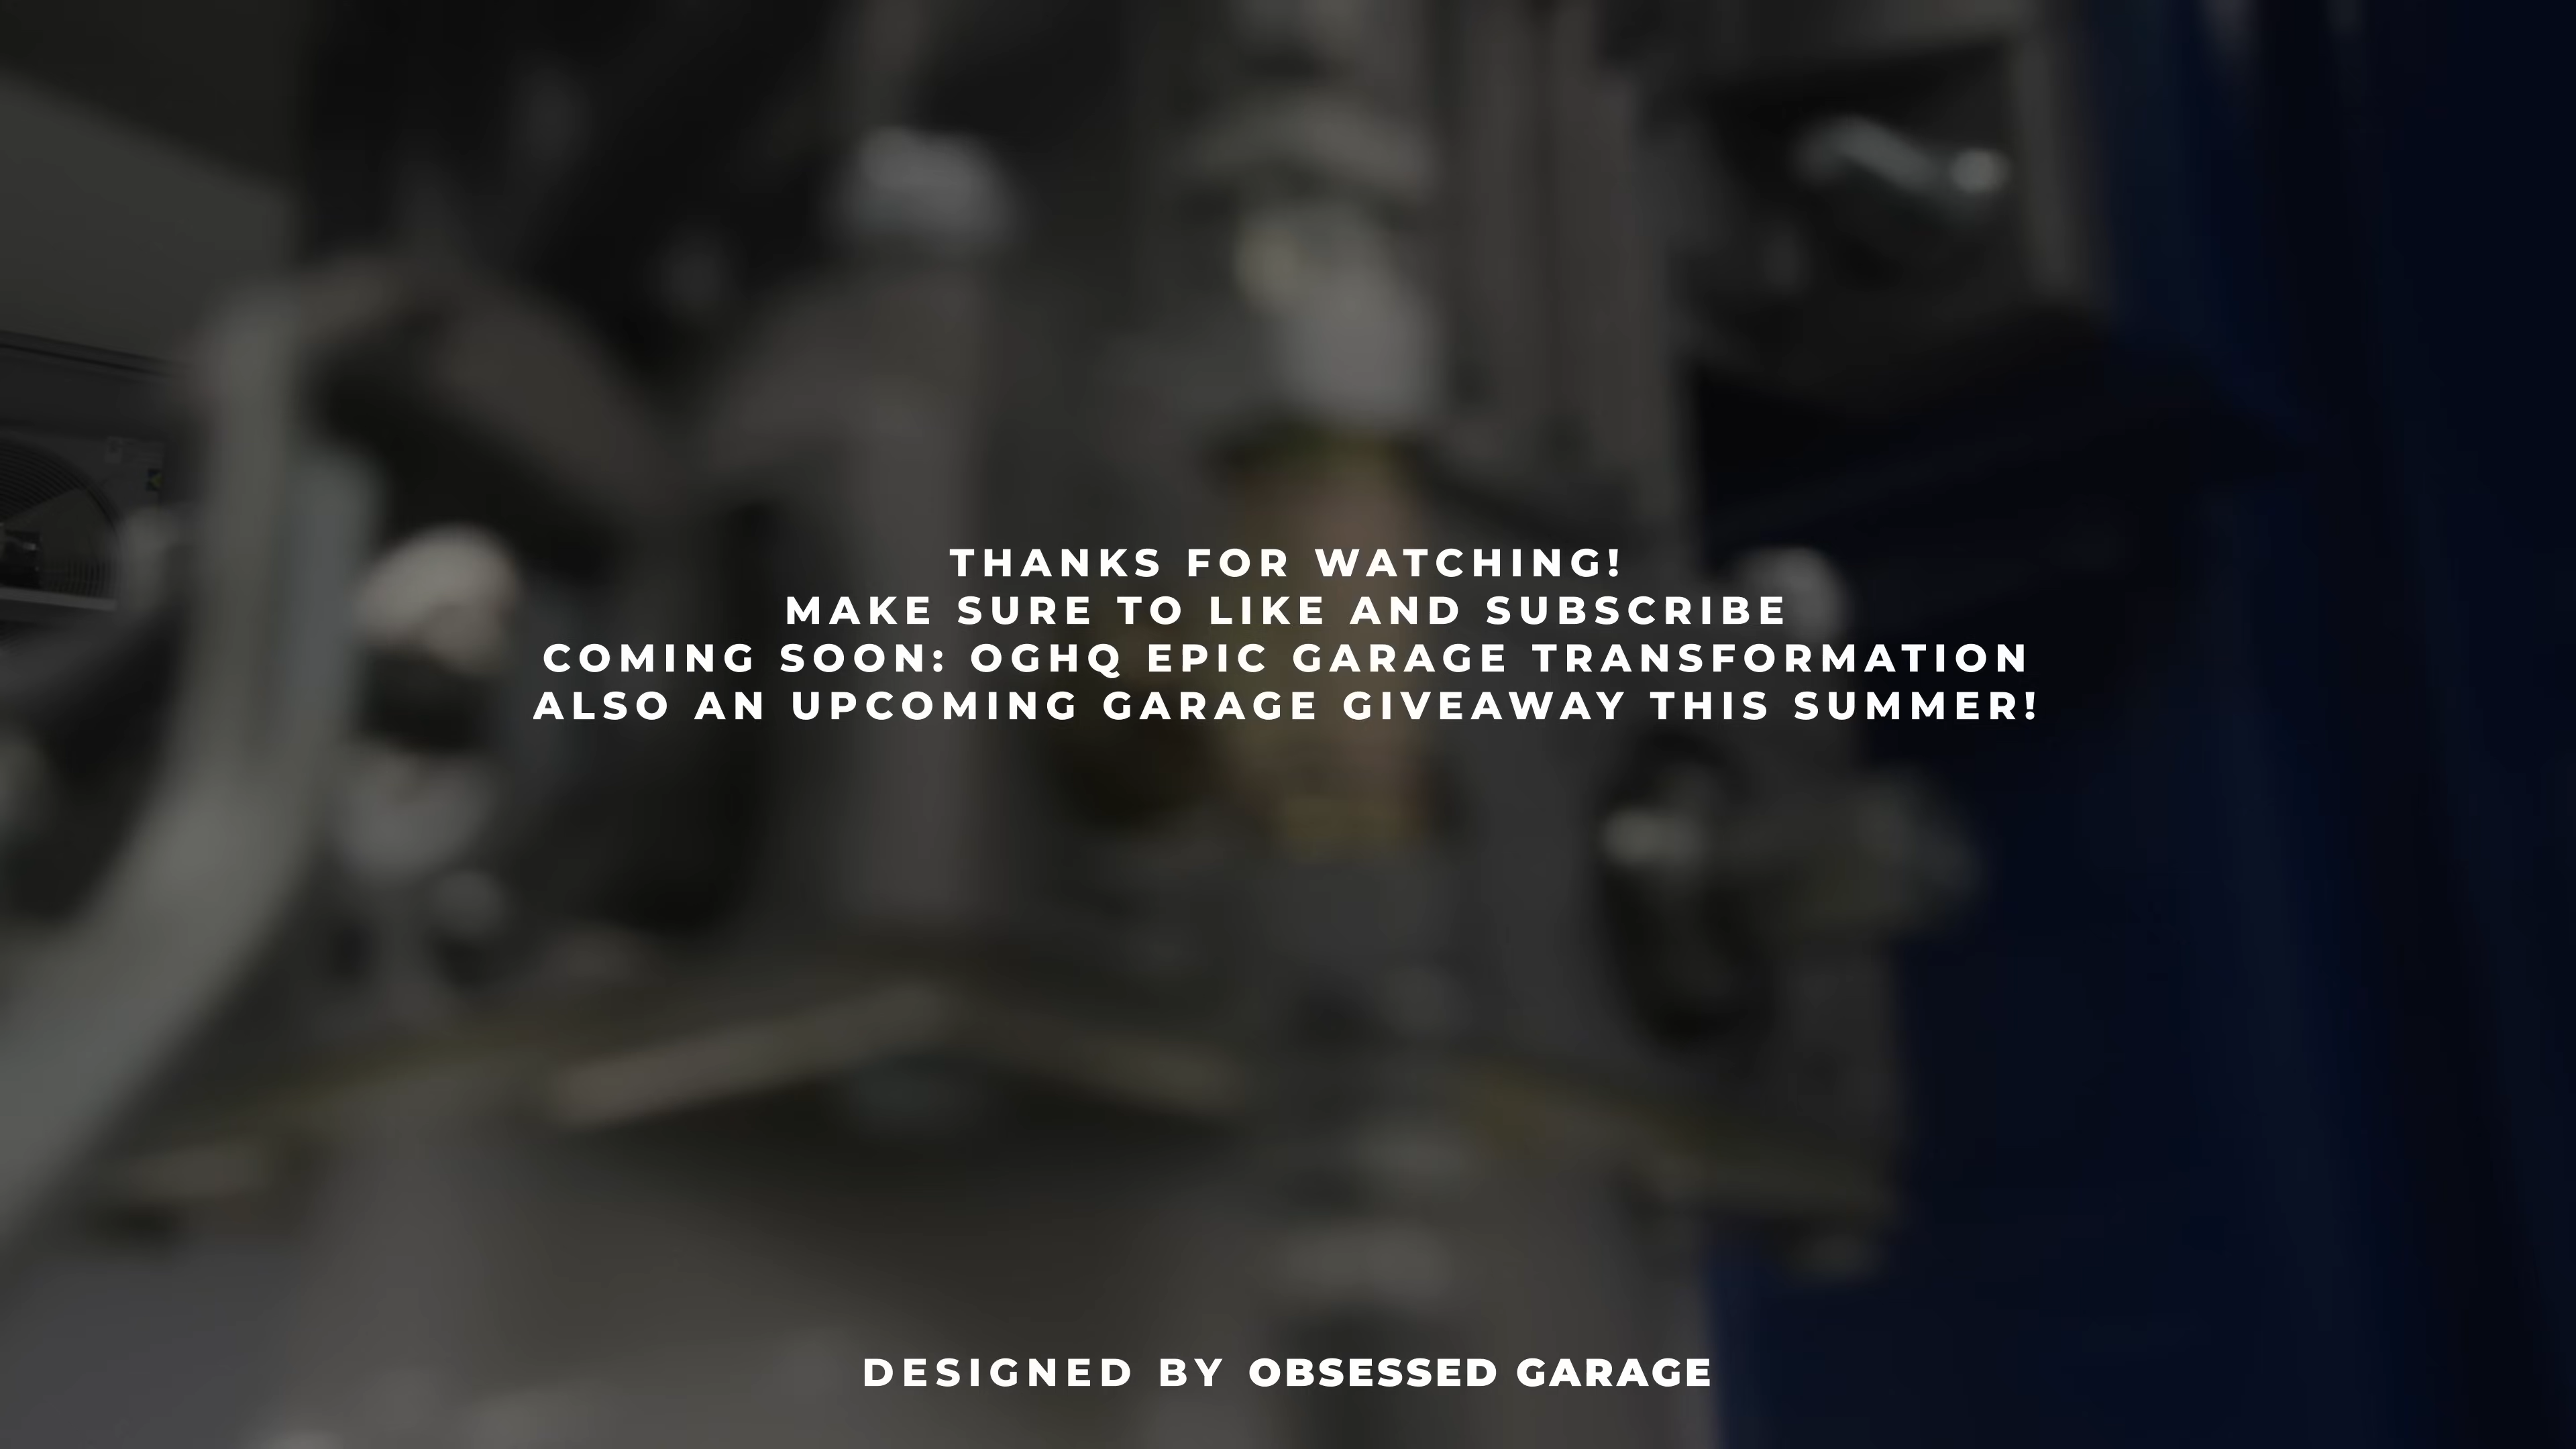 THANKS FOR WATCHING!
MAKE SURE TO LIKE AND SUBSCRIBE
COMING SOON: OGHQ EPIC GARAGE TRANSFORMATION
ALSO AN UPCOMING GARAGE GIVEAWAY THIS SUMMER!
DESIGNED BY OBSESSED GARAGE